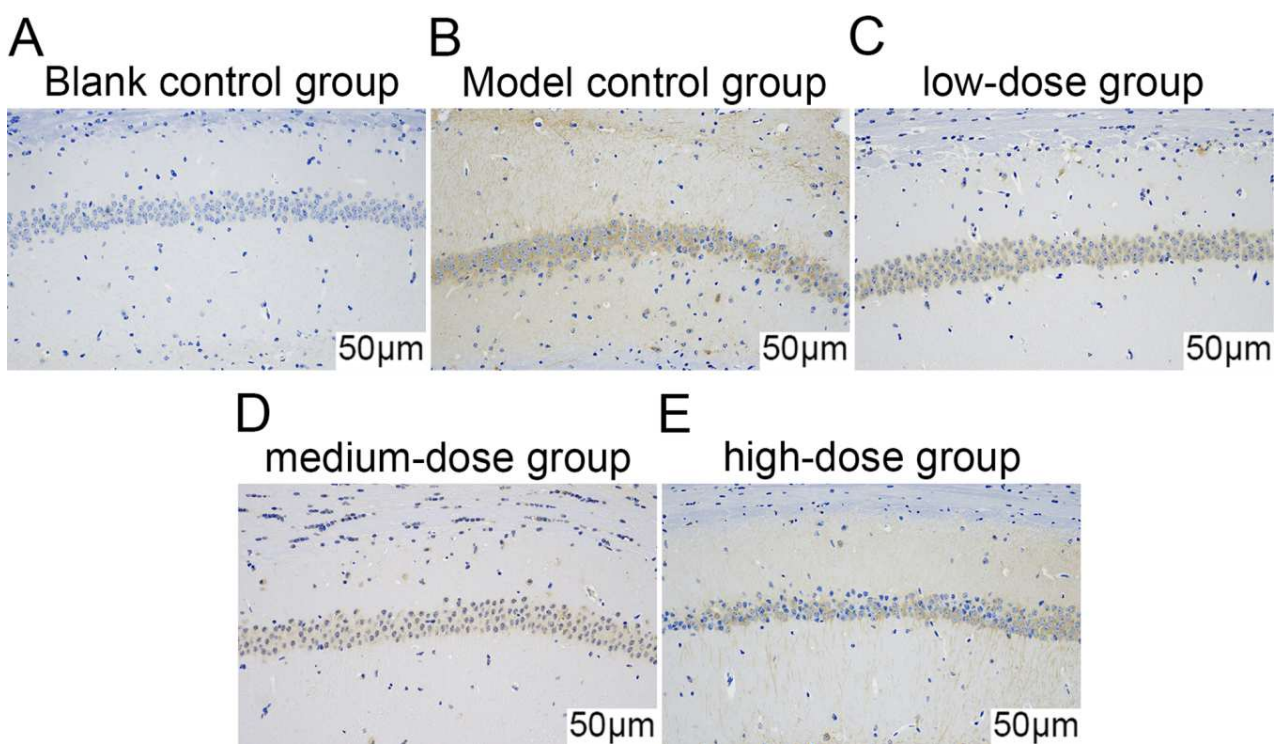 A
Blank control group
50μm
B
Model control group
50μm
C
low-dose group
50μm
D
medium-dose group
50μm
E
high-dose group
50μm